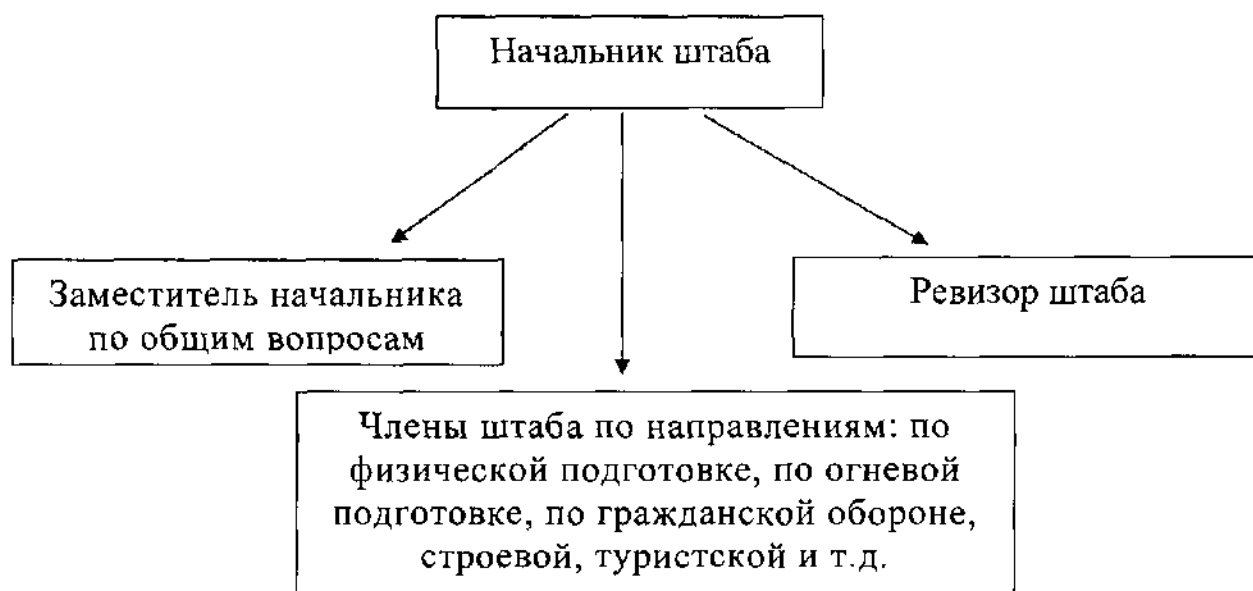 Начальник штаба
Заместитель начальника
по общим вопросам
Ревизор штаба
Члены штаба по направлениям: по
физической подготовке, по огневой
подготовке, по гражданской обороне,
строевой, туристской и т.д.